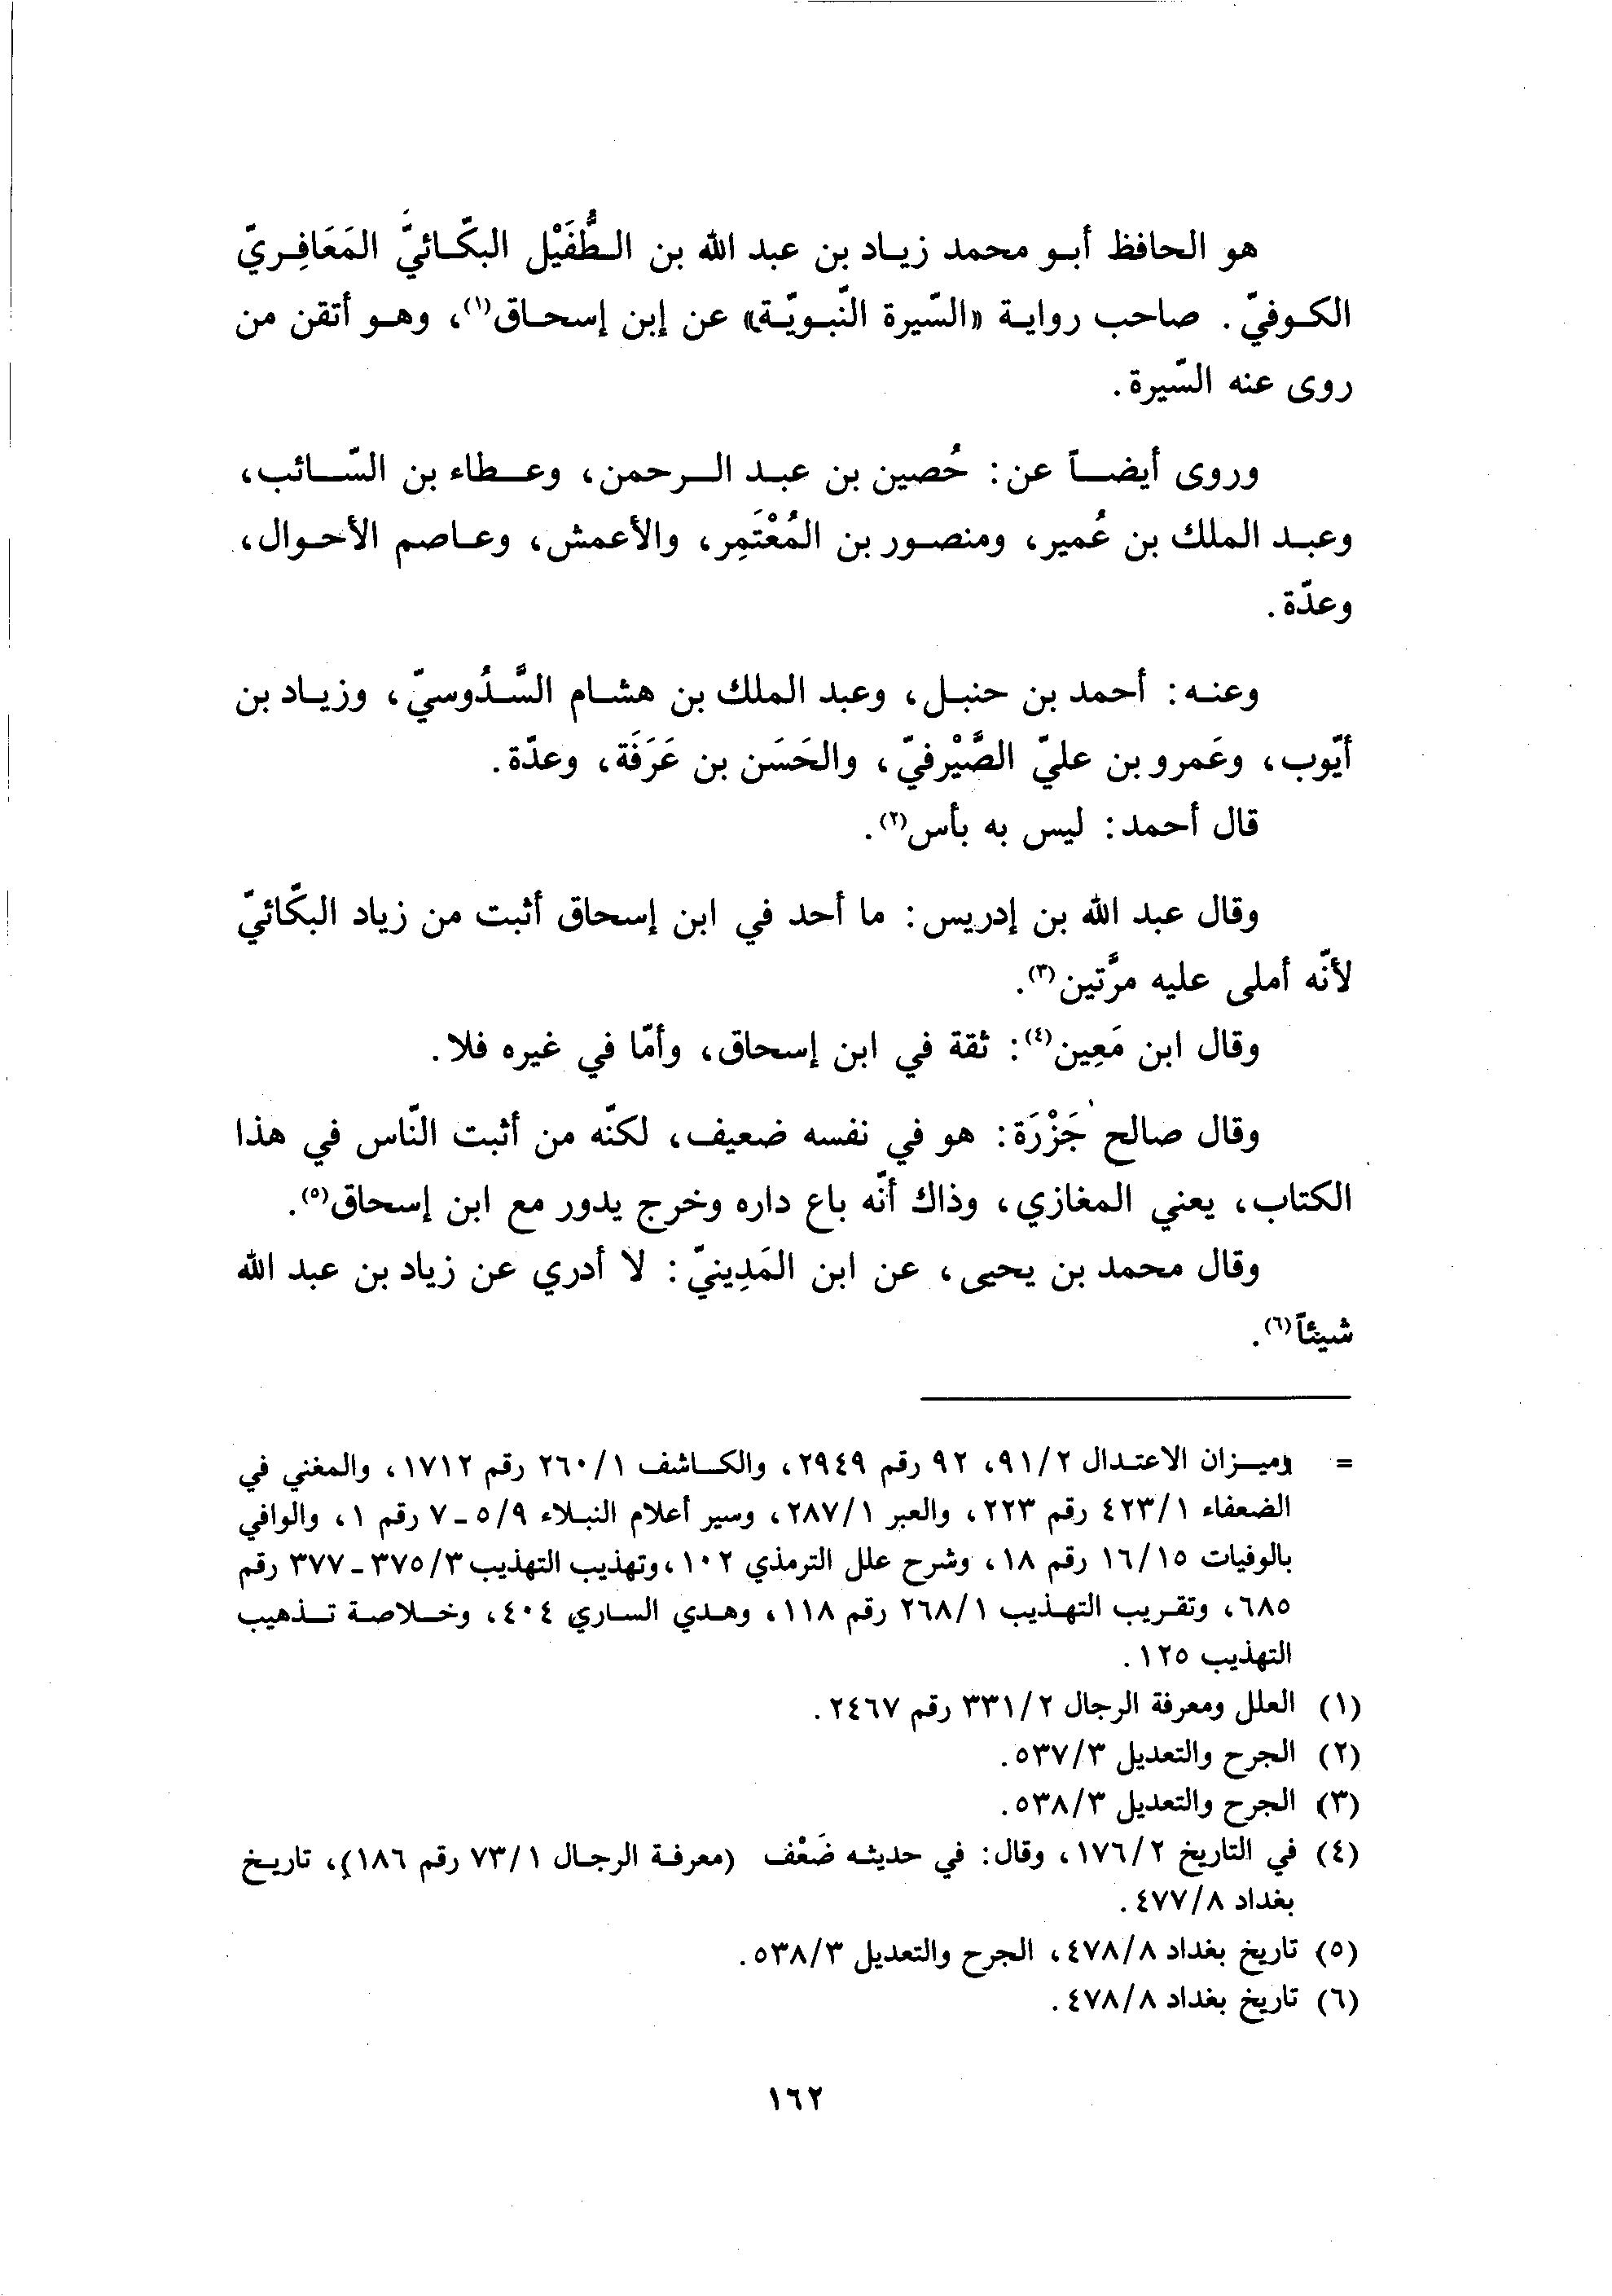 هو الحافظ أبو محمد زياد بن عبد الله بن الطُّفَيْل البكّائيّ المَعَافِريّ
الكوفيّ. صاحب رواية «السّيرة النّبويّة» عن إبن إسحاق(١)، وهو أتقن من
روى عنه السّيرة.
وروى أيضاً عن: حُصين بن عبد الرحمن، وعطاء بن السّائب،
وعبد الملك بن عُمير، ومنصور بن المُعْتَمِر، والأعمش، وعاصم الأحوال،
وعدّة.
وعنه: أحمد بن حنبل، وعبد الملك بن هشام السَّدُوسيّ، وزياد بن
أيّوب، وعَمرو بن عليّ الصَّيْرفيّ، والحَسَن بن عَرَفَة، وعدّة.
قال أحمد: ليس به بأس(٢).
وقال عبد الله بن إدريس: ما أحد في ابن إسحاق أثبت من زياد البكّائيّ
لأنّه أملى عليه مرَّتين(٣).
وقال ابن مَعِين(٤): ثقة في ابن إسحاق، وأمّا في غيره فلا.
وقال صالح جَزْرَة: هو في نفسه ضعيف، لكنّه من أثبت النّاس في هذا
الكتاب، يعني المغازي، وذاك أنّه باع داره وخرج يدور مع ابن إسحاق(٥).
وقال محمد بن يحيى، عن ابن المَدِينيّ: لا أدري عن زياد بن عبد الله
شيئاً(٦).
= وميزان الاعتدال ٩١/٢، ٩٢ رقم ٢٩٤٩، والكاشف ٢٦٠/١ رقم ١٧١٢، والمغني في
الضعفاء ٤٢٣/١ رقم ٢٢٣، والعبر ٢٨٧/١، وسير أعلام النبلاء ٥/٩ ـ ٧ رقم ١، والوافي
بالوفيات ١٦/١٥ رقم ١٨، وشرح علل الترمذي ١٠٢، وتهذيب التهذيب ٣٧٥/٣ ـ ٣٧٧ رقم
٦٨٥، وتقريب التهذيب ٢٦٨/١ رقم ١١٨، وهدي الساري ٤٠٤، وخلاصة تذهيب
التهذيب ١٢٥.
(١) العلل ومعرفة الرجال ٣٣١/٢ رقم ٢٤٦٧.
(٢) الجرح والتعديل ٥٣٧/٣.
(٣) الجرح والتعديل ٥٣٨/٣.
(٤) في التاريخ ١٧٦/٢، وقال: في حديثه ضَعْف (معرفة الرجال ٧٣/١ رقم ١٨٦)، تاريخ
بغداد ٤٧٧/٨.
(٥) تاريخ بغداد ٤٧٨/٨، الجرح والتعديل ٥٣٨/٣.
(٦) تاريخ بغداد ٤٧٨/٨.
١٦٢